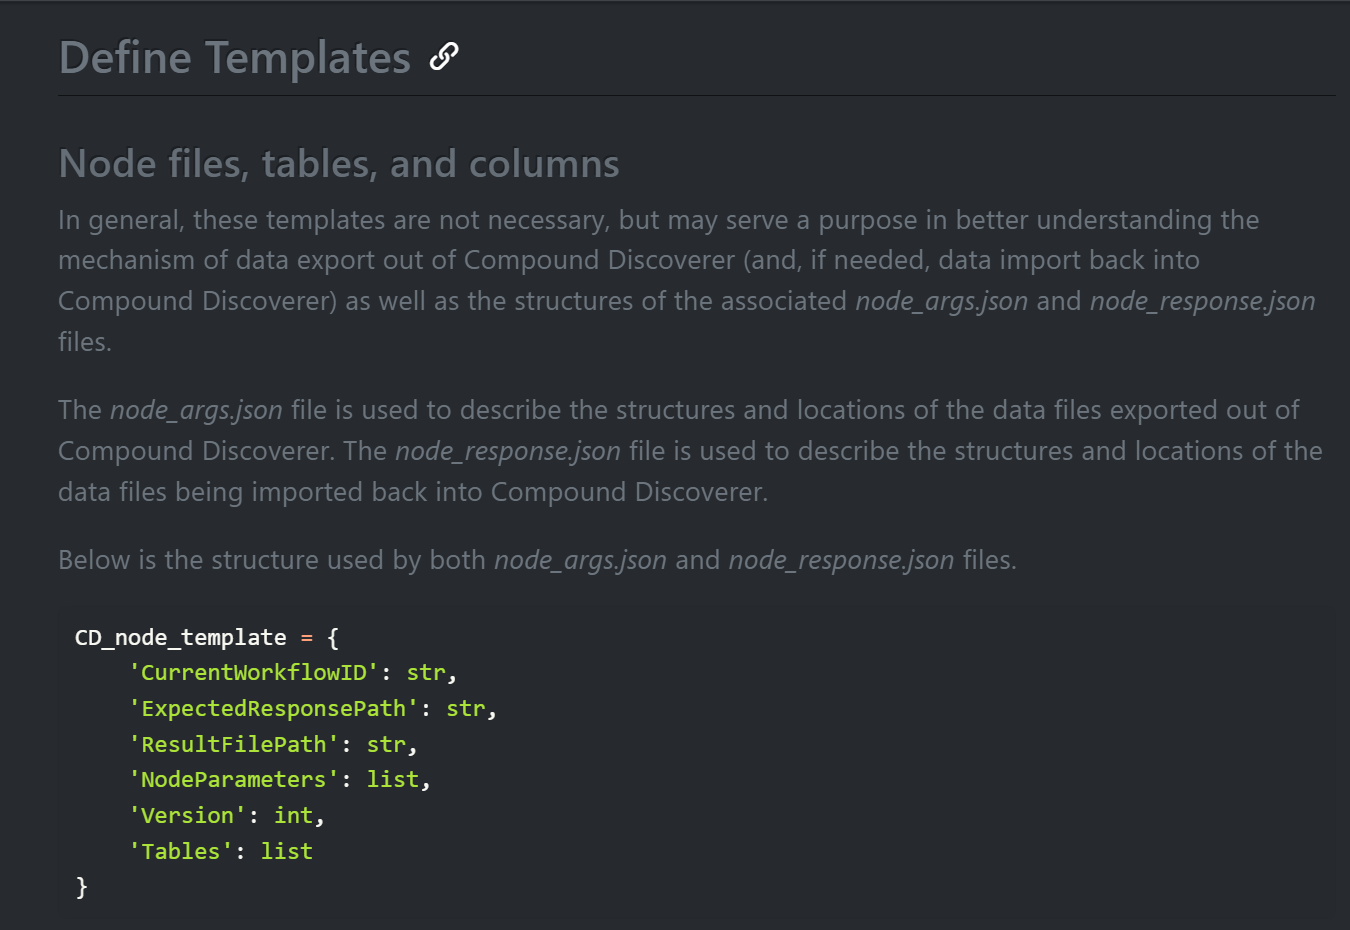 Define Templates
Node files, tables, and columns
In general, these templates are not necessary, but may serve a purpose in better understanding the
mechanism of data export out of Compound Discoverer (and, if needed, data import back into
Compound Discoverer) as well as the structures of the associated node_args.json and node_response.json
files.
The node_args.json file is used to describe the structures and locations of the data files exported out of
Compound Discoverer. The node_response.json file is used to describe the structures and locations of the
data files being imported back into Compound Discoverer.
Below is the structure used by both node_args.json and node_response.json files.
CD_node_template = {
    'CurrentWorkflowID': str,
    'ExpectedResponsePath': str,
    'ResultFilePath': str,
    'NodeParameters': list,
    'Version': int,
    'Tables': list
}